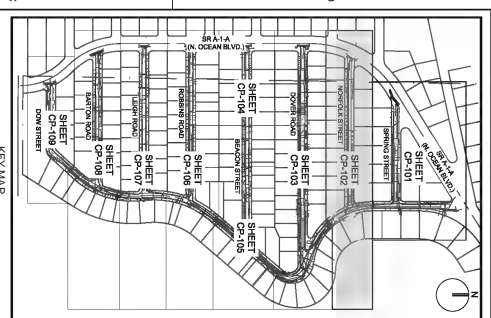 SR A-1-A
(N. OCEAN BLVD.)
SHEET
CP-109
DOW STREET
SHEET
CP-108
BARTON ROAD
SHEET
CP-107
LEIGH ROAD
SHEET
CP-106
ROBBINS ROAD
SHEET
CP-104
BEACON STREET
SHEET
CP-105
DOVER ROAD
SHEET
CP-103
NORFOLK STREET
SHEET
CP-102
SPRING STREET
SHEET
CP-101
SR A-1-A
(N. OCEAN BLVD.)
N
KEY MAP